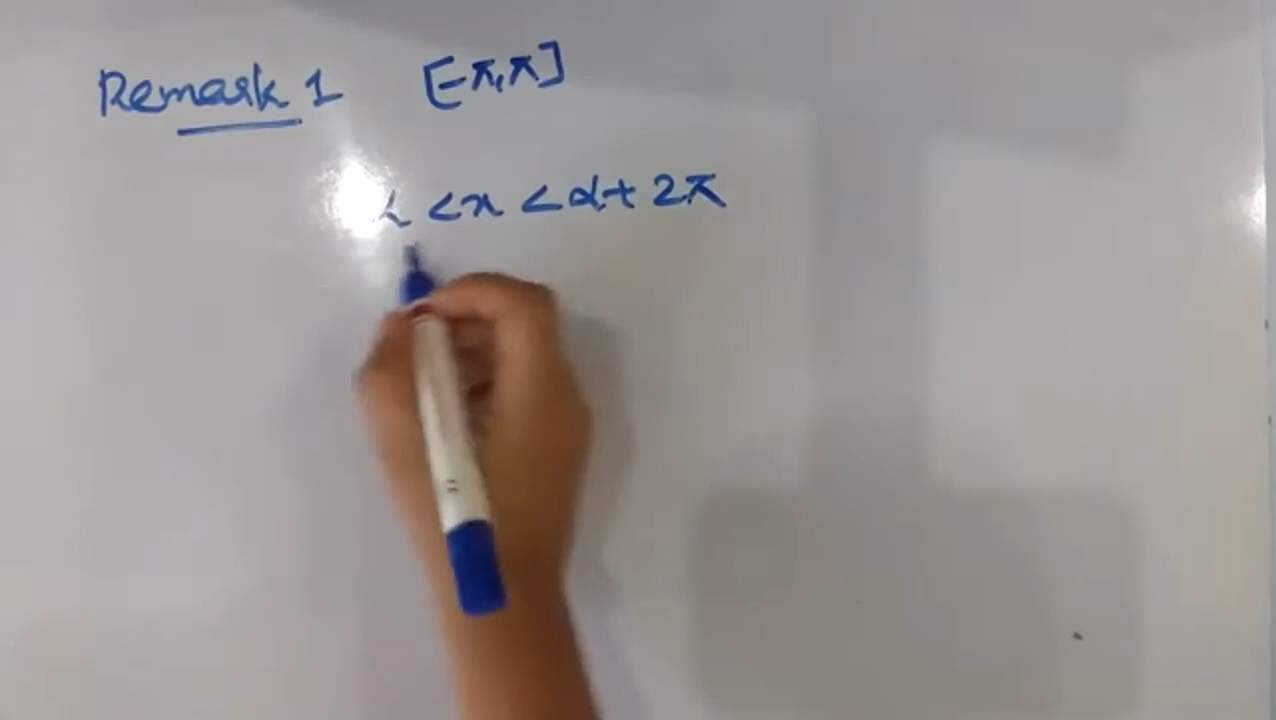 Remark 1 [-π,π]
α < x < α + 2π